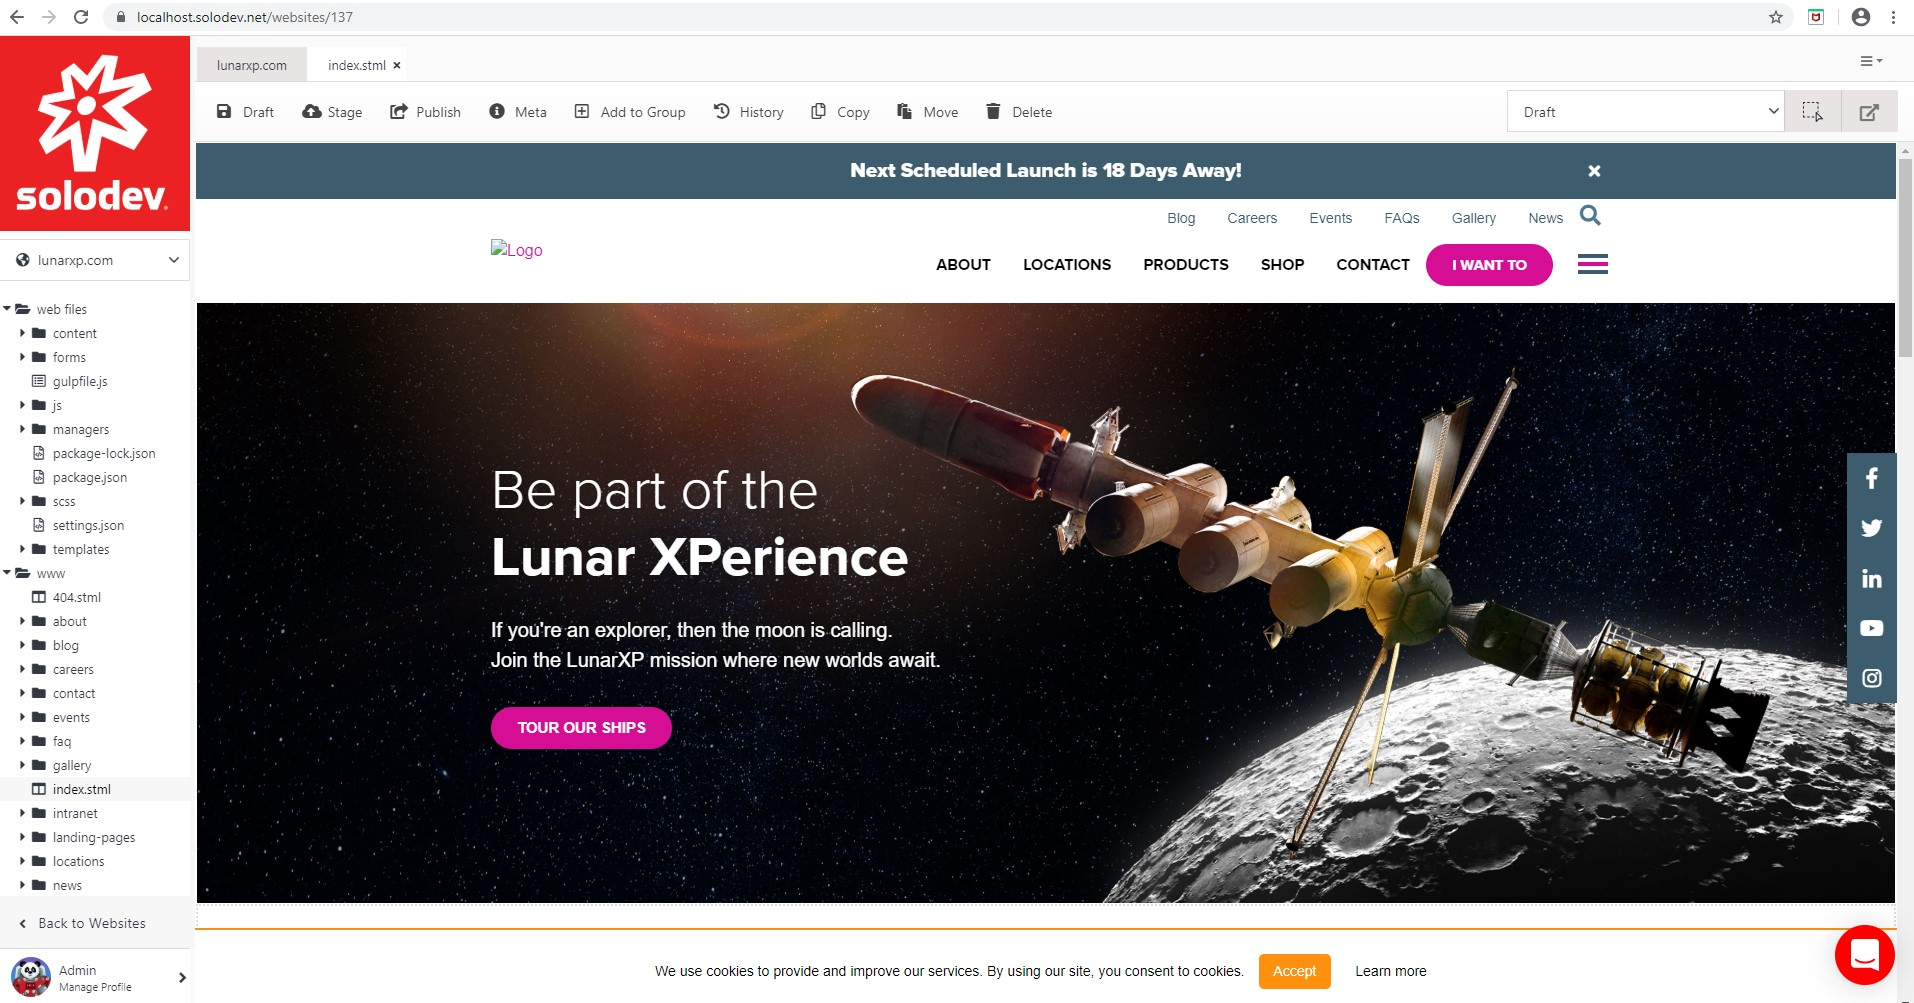 localhost.solodev.net/websites/137
solodev
lunarxp.com
index.stml
Draft
Stage
Publish
Meta
Add to Group
History
Copy
Move
Delete
Draft
lunarxp.com
web files
content
forms
gulpfile.js
js
managers
package-lock.json
package.json
scss
settings.json
templates
www
404.stml
about
blog
careers
contact
events
faq
gallery
index.stml
intranet
landing-pages
locations
news
Back to Websites
Admin
Manage Profile
Next Scheduled Launch is 18 Days Away!
Blog Careers Events FAQs Gallery News
Logo
ABOUT LOCATIONS PRODUCTS SHOP CONTACT I WANT TO
Be part of the
Lunar XPerience
If you're an explorer, then the moon is calling.
Join the LunarXP mission where new worlds await.
TOUR OUR SHIPS
We use cookies to provide and improve our services. By using our site, you consent to cookies. Accept Learn more